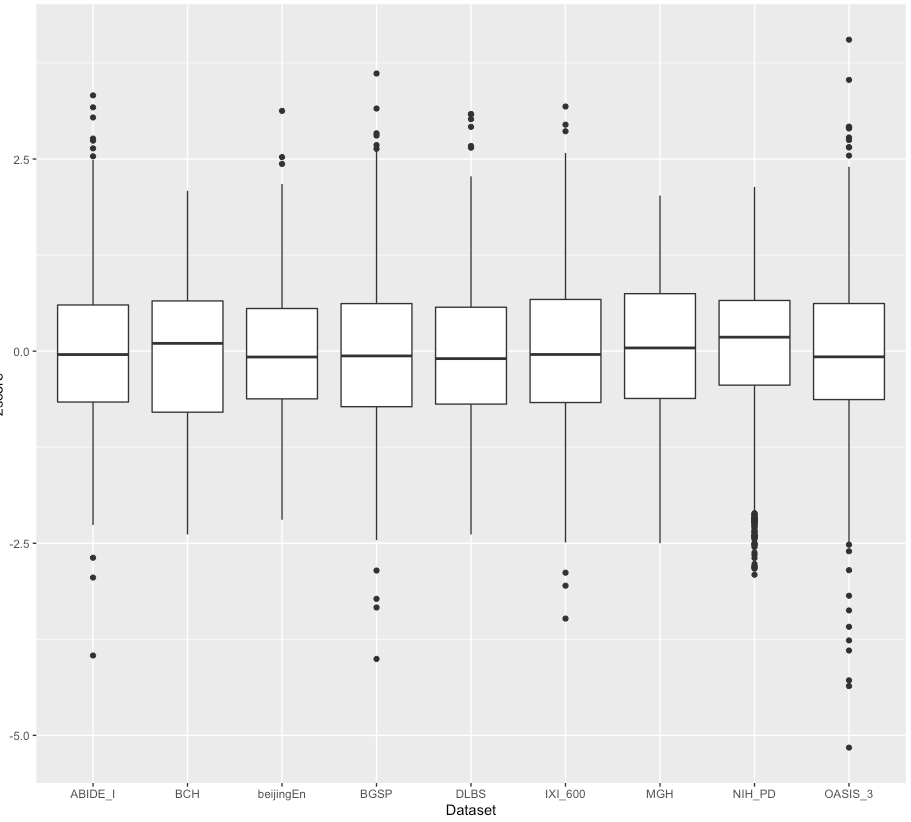 2.5
0.0
-2.5
-5.0
ABIDE_I BCH beijingEn BGSP DLBS IXI_600 MGH NIH_PD OASIS_3
Dataset